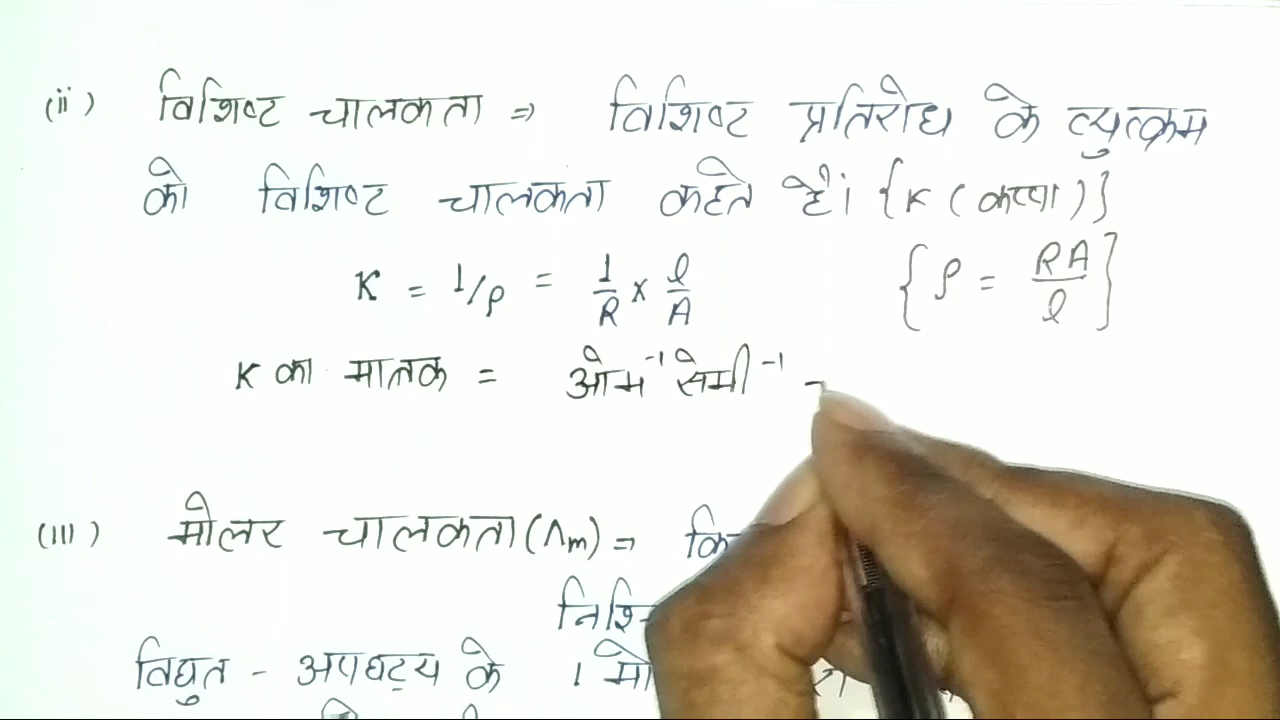 (ii) विशिष्ट चालकता ⇒ विशिष्ट प्रतिरोध के व्युत्क्रम
को विशिष्ट चालकता कहते हैं। {K (कप्पा)}
K = 1/ρ = 1/R × l/A {ρ = RA/l}
K का मात्रक = ओम⁻¹ सेमी⁻¹
(iii) मोलर चालकता (Λm) ⇒
विद्युत - अपघट्य के 1